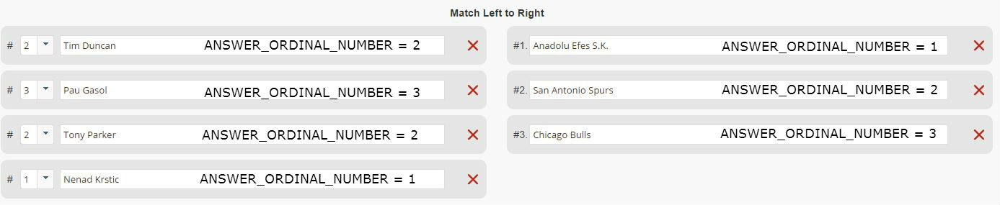 Match Left to Right
# 2 Tim Duncan ANSWER_ORDINAL_NUMBER = 2
#1. Anadolu Efes S.K. ANSWER_ORDINAL_NUMBER = 1
# 3 Pau Gasol ANSWER_ORDINAL_NUMBER = 3
#2. San Antonio Spurs ANSWER_ORDINAL_NUMBER = 2
# 2 Tony Parker ANSWER_ORDINAL_NUMBER = 2
#3. Chicago Bulls ANSWER_ORDINAL_NUMBER = 3
# 1 Nenad Krstic ANSWER_ORDINAL_NUMBER = 1